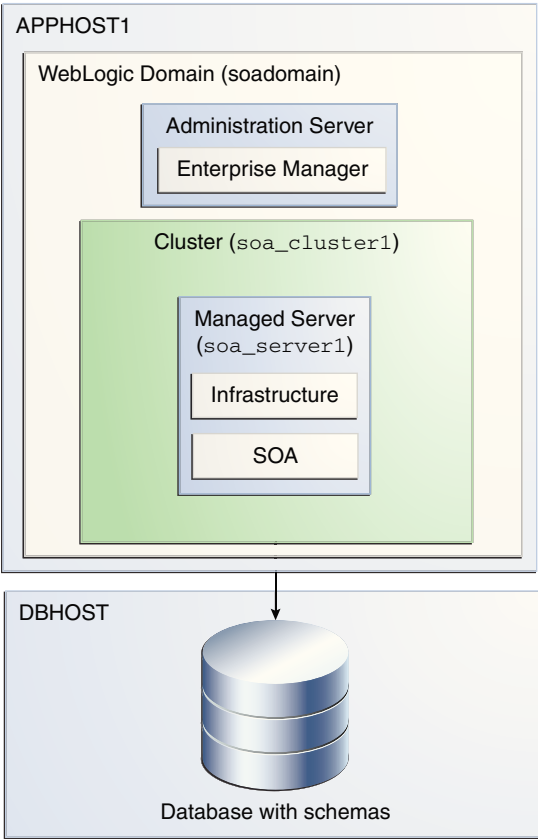 APPHOST1
WebLogic Domain (soadomain)
Administration Server
Enterprise Manager
Cluster (soa_cluster1)
Managed Server
(soa_server1)
Infrastructure
SOA
DBHOST
Database with schemas